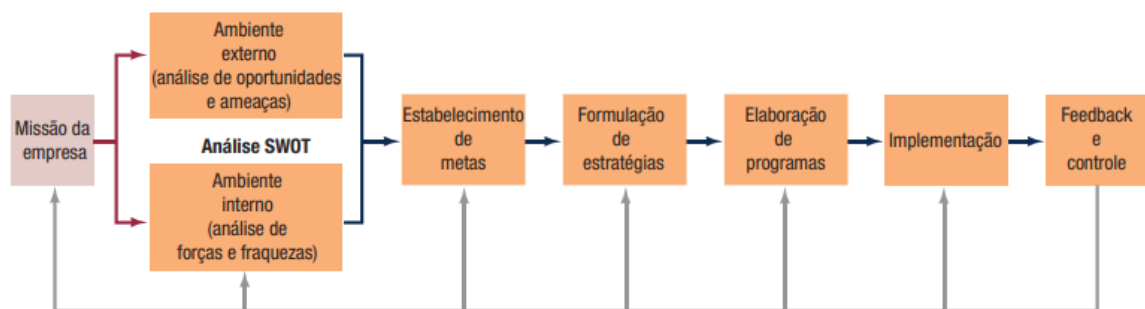 Missão da
empresa
Ambiente
externo
(análise de oportunidades
e ameaças)
Análise SWOT
Ambiente
interno
(análise de
forças e fraquezas)
Estabelecimento
de
metas
Formulação
de
estratégias
Elaboração
de
programas
Implementação
Feedback
e
controle